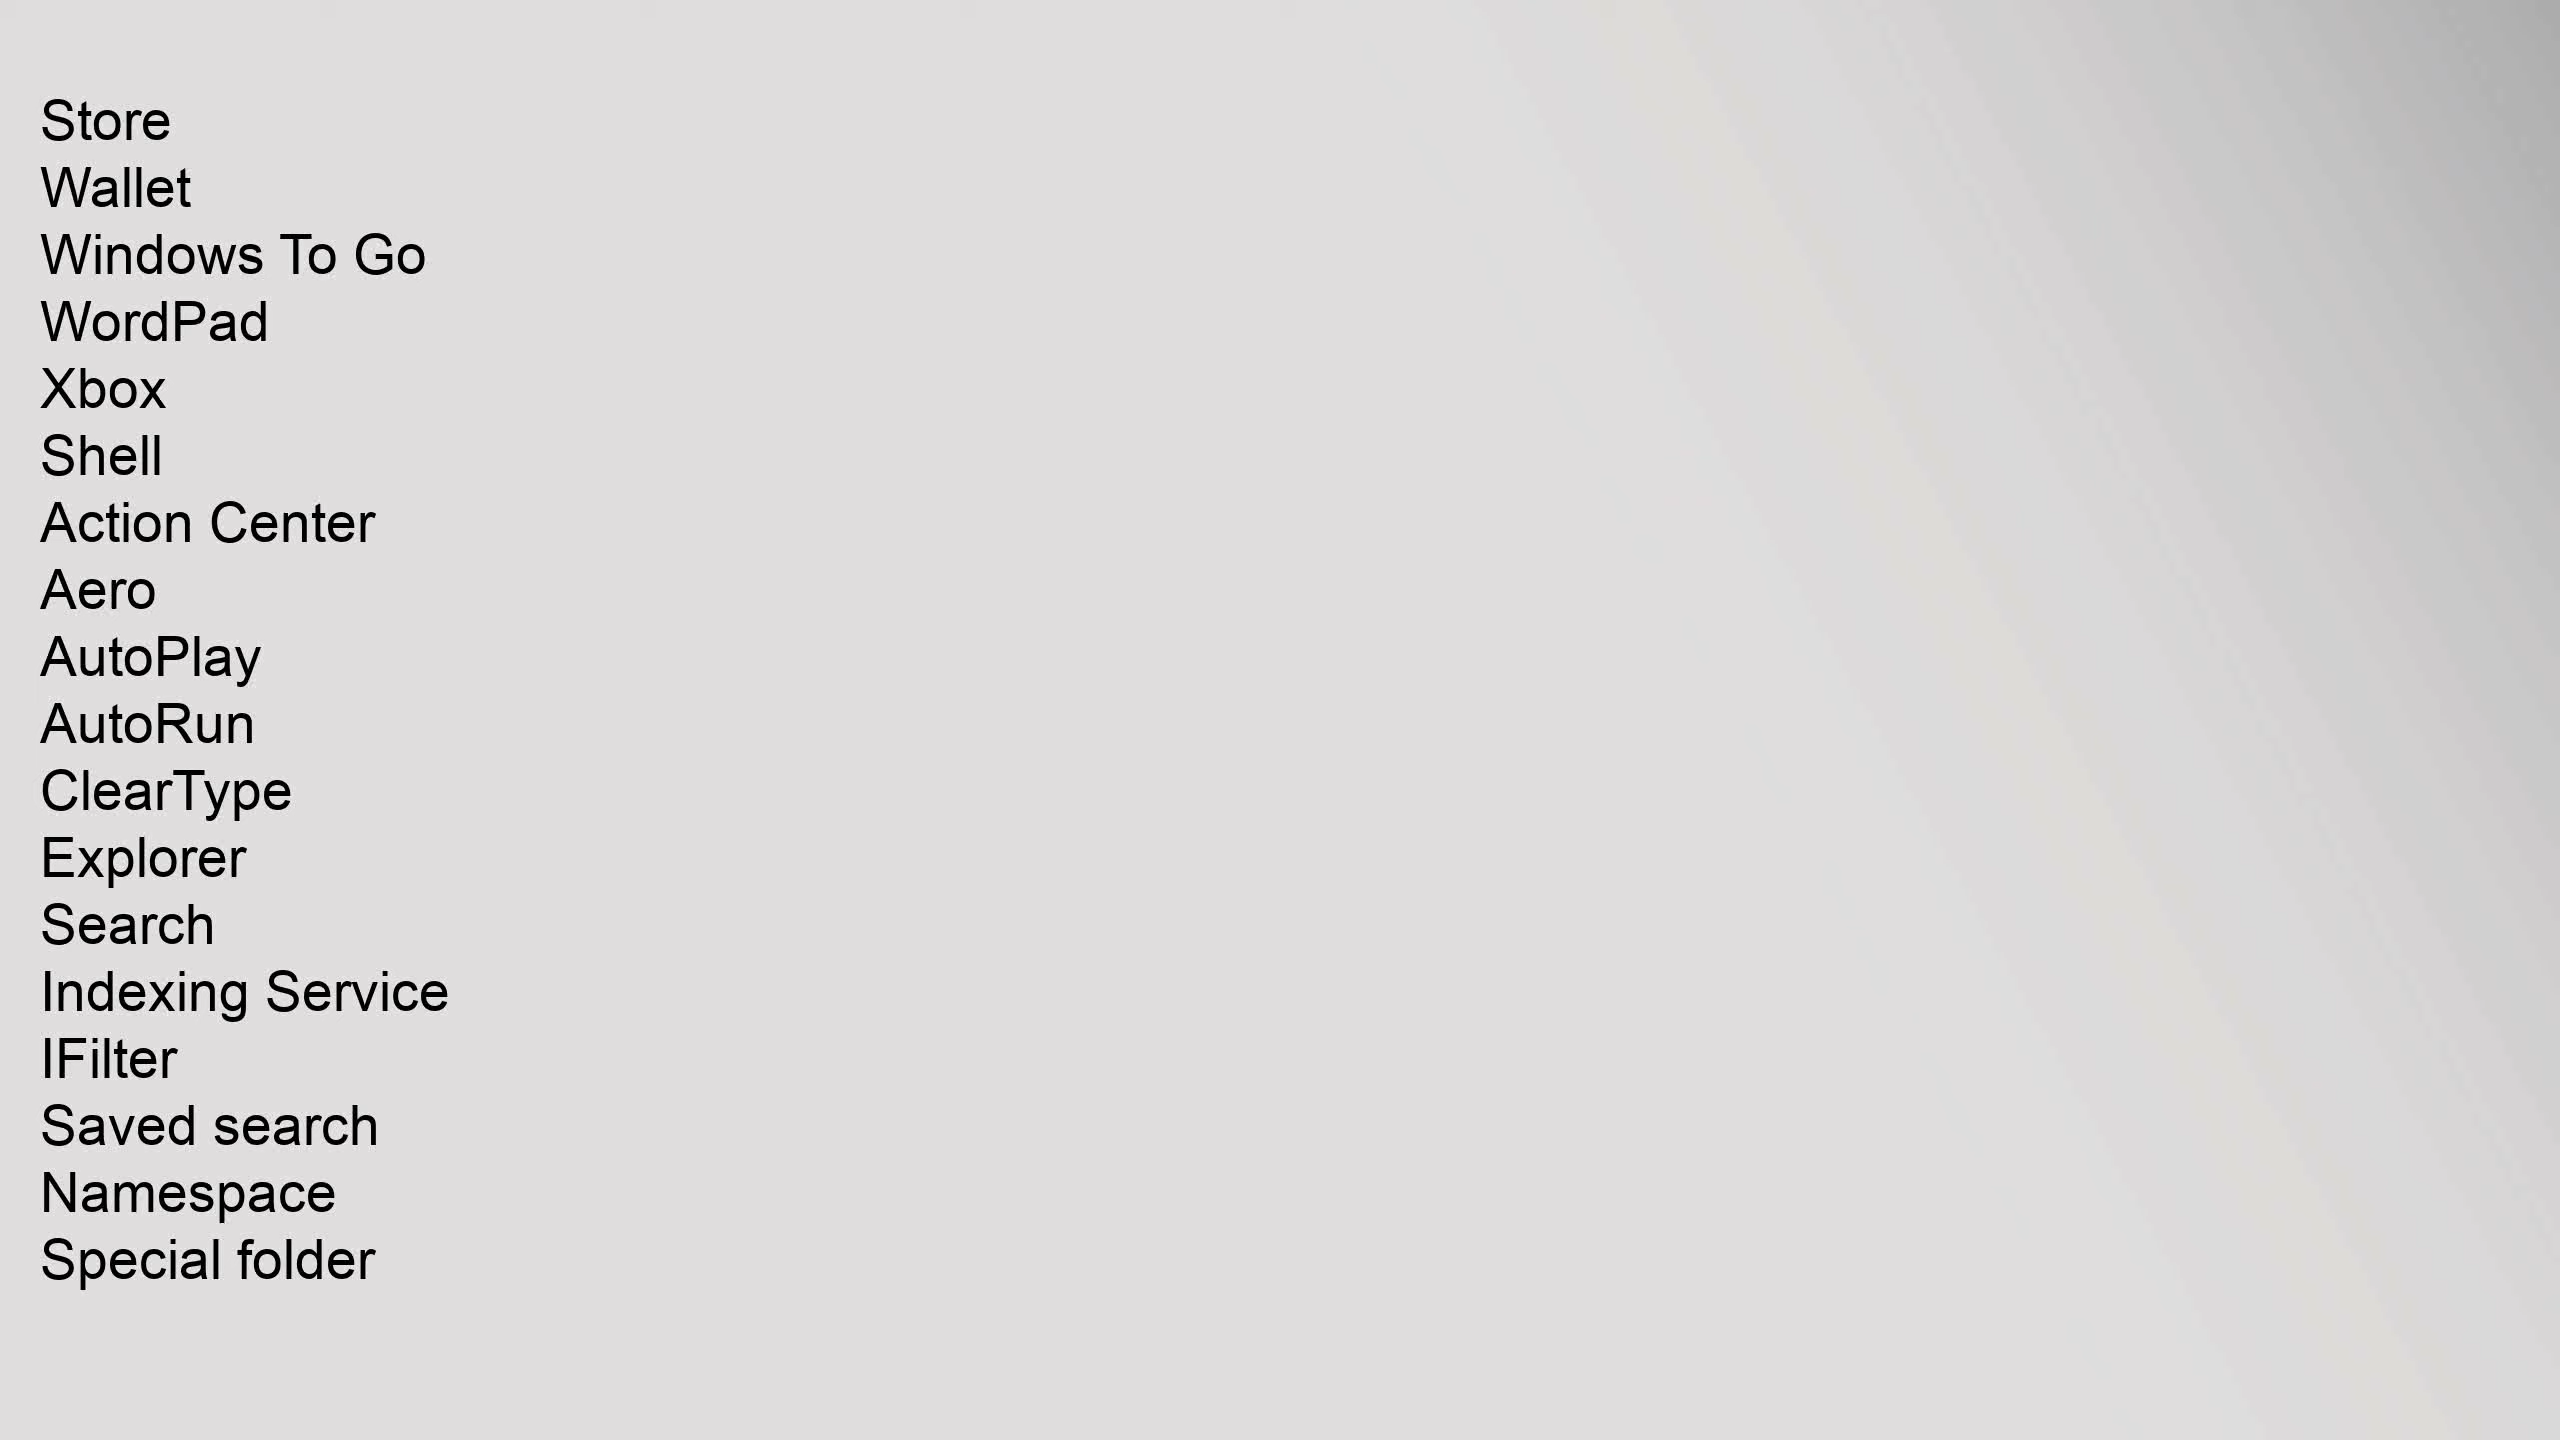 Store
Wallet
Windows To Go
WordPad
Xbox
Shell
Action Center
Aero
AutoPlay
AutoRun
ClearType
Explorer
Search
Indexing Service
IFilter
Saved search
Namespace
Special folder